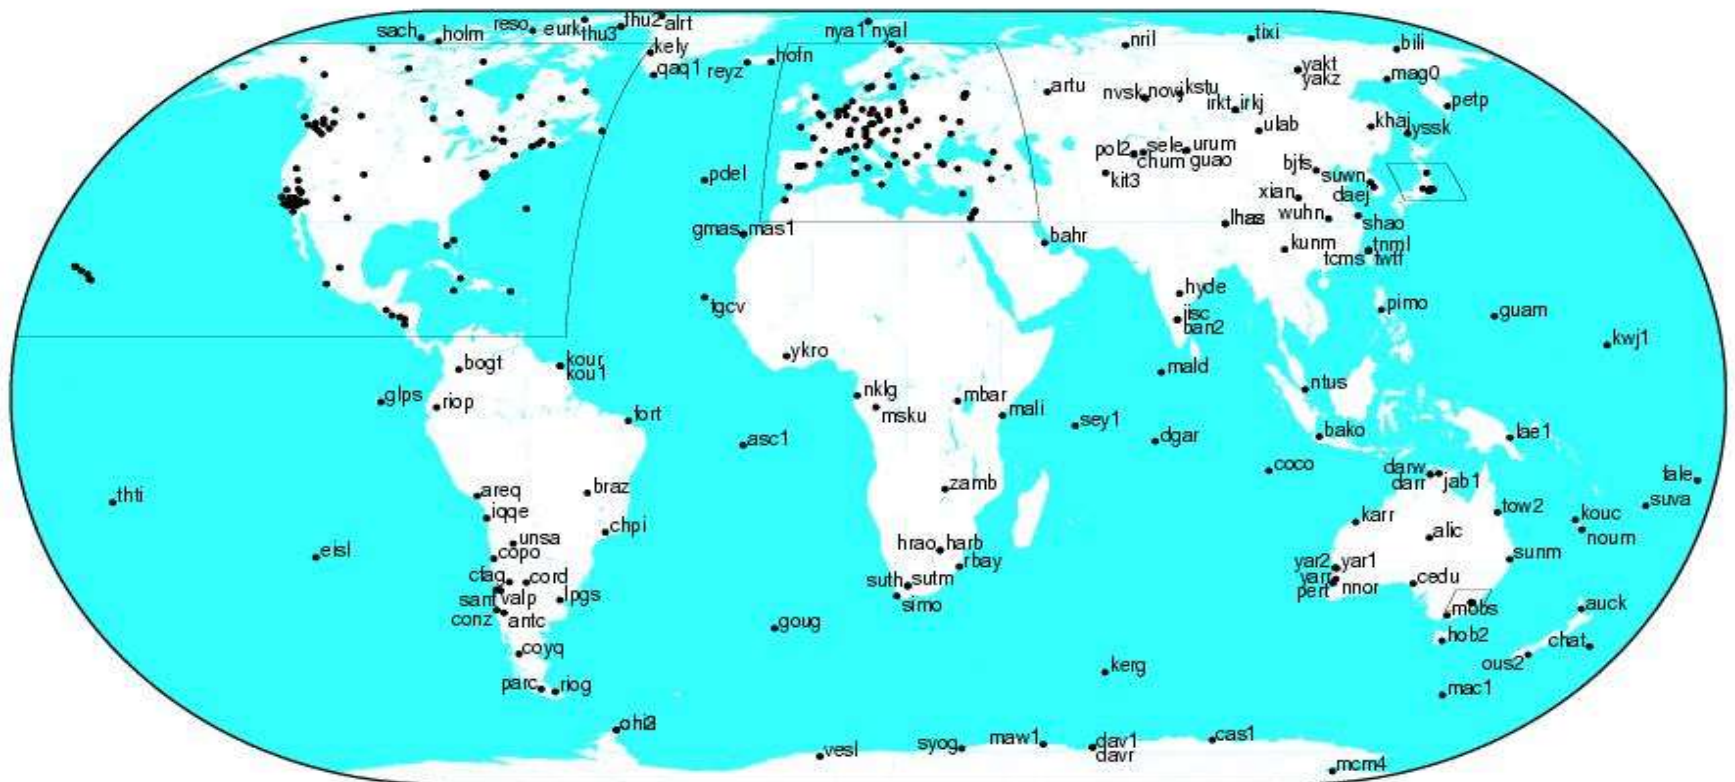 sach
holm
reso
eurk
thu3
thu2
alrt
kely
qaq1
reyz
hofn
nya1 nyal
nril
tixi
bili
yakt
yakz
mag0
petp
artu
nvsk
novj
kstu
irkt
irkj
ulab
khaj
yssk
pol2
sele
chum
urum
guao
kit3
bjfs
suwn
daej
xian
wuhn
shao
lhas
kunm
tcms
tnml
twtf
pdel
gmas
mas1
bahr
hyde
iisc
ban2
pimo
guam
kwj1
tgcv
ykro
mald
ntus
bogt
kour
kou1
glps
riop
fort
nklg
msku
mbar
mali
sey1
dgar
bako
lae1
asc1
coco
darw
darr
jab1
tale
suva
thti
areq
braz
iqqe
chpi
zamb
karr
alic
tow2
kouc
noum
eisl
unsa
copo
hrao
harb
rbay
yar2
yar1
sunm
cfag
cord
sant
valp
lpgs
suth
sutm
simo
yarr
pert
nnor
cedu
conz
antc
goug
mobs
auck
coyq
hob2
chat
ous2
kerg
parc
riog
mac1
vesl
syog
maw1
dav1
davr
cas1
mcm4